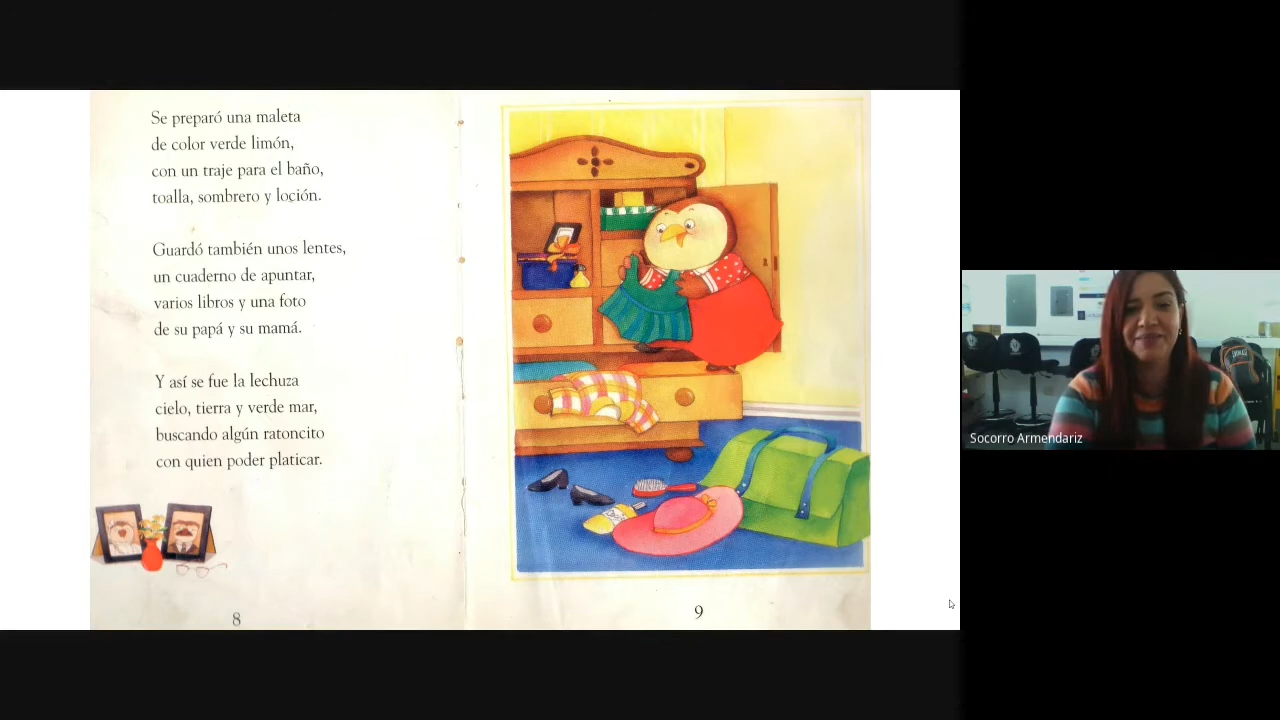 Se preparó una maleta
de color verde limón,
con un traje para el baño,
toalla, sombrero y loción.
Guardó también unos lentes,
un cuaderno de apuntar,
varios libros y una foto
de su papá y su mamá.
Y así se fue la lechuza
cielo, tierra y verde mar,
buscando algún ratoncito
con quien poder platicar.
8
9
Socorro Armendariz